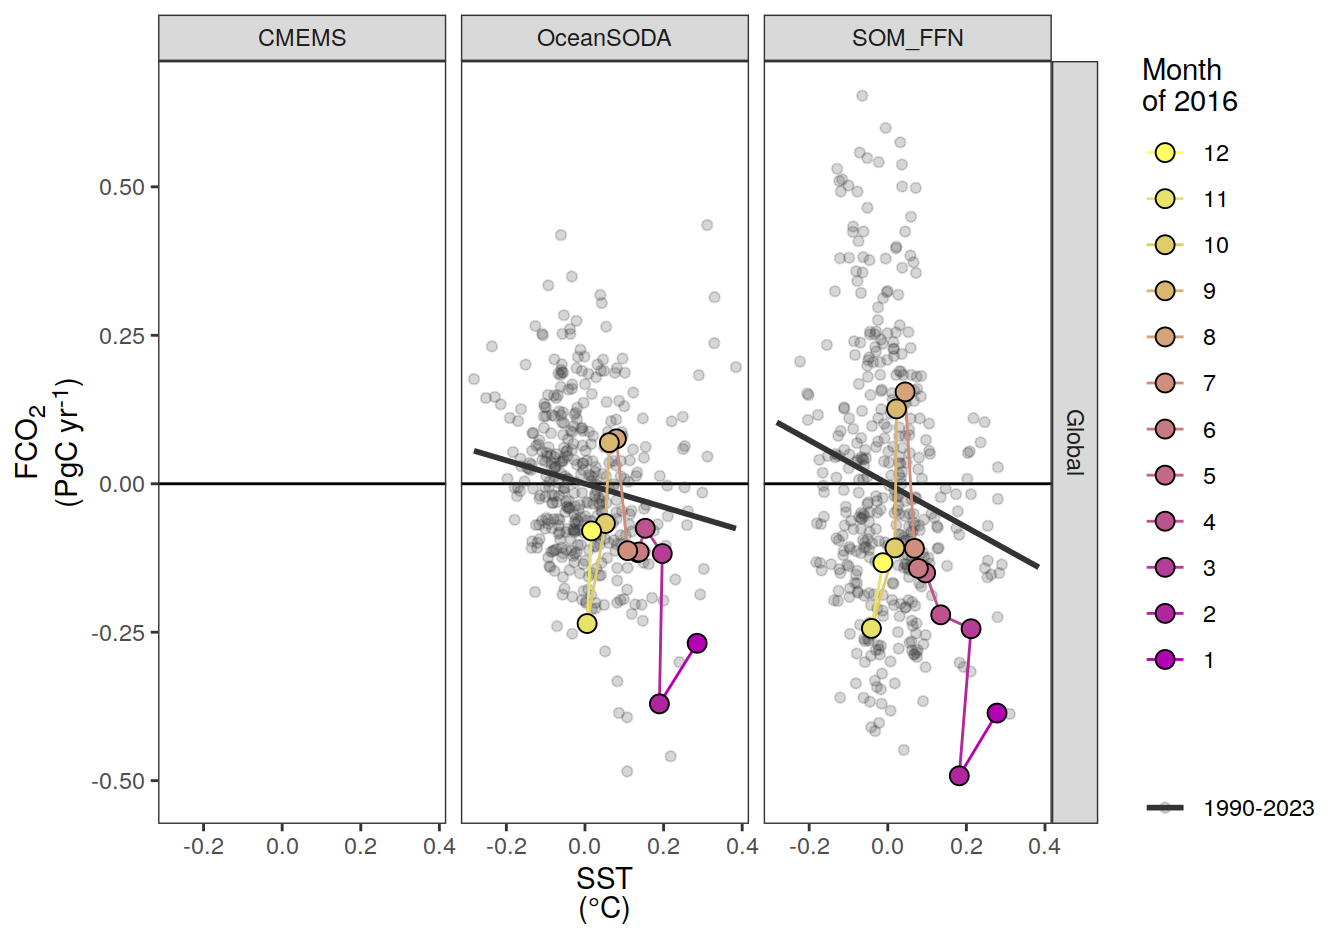 CMEMS
OceanSODA
SOM_FFN
Global
FCO2
(PgC yr-1)
0.50
0.25
0.00
-0.25
-0.50
-0.2 0.0 0.2 0.4
-0.2 0.0 0.2 0.4
-0.2 0.0 0.2 0.4
SST
(°C)
Month
of 2016
12
11
10
9
8
7
6
5
4
3
2
1
1990-2023